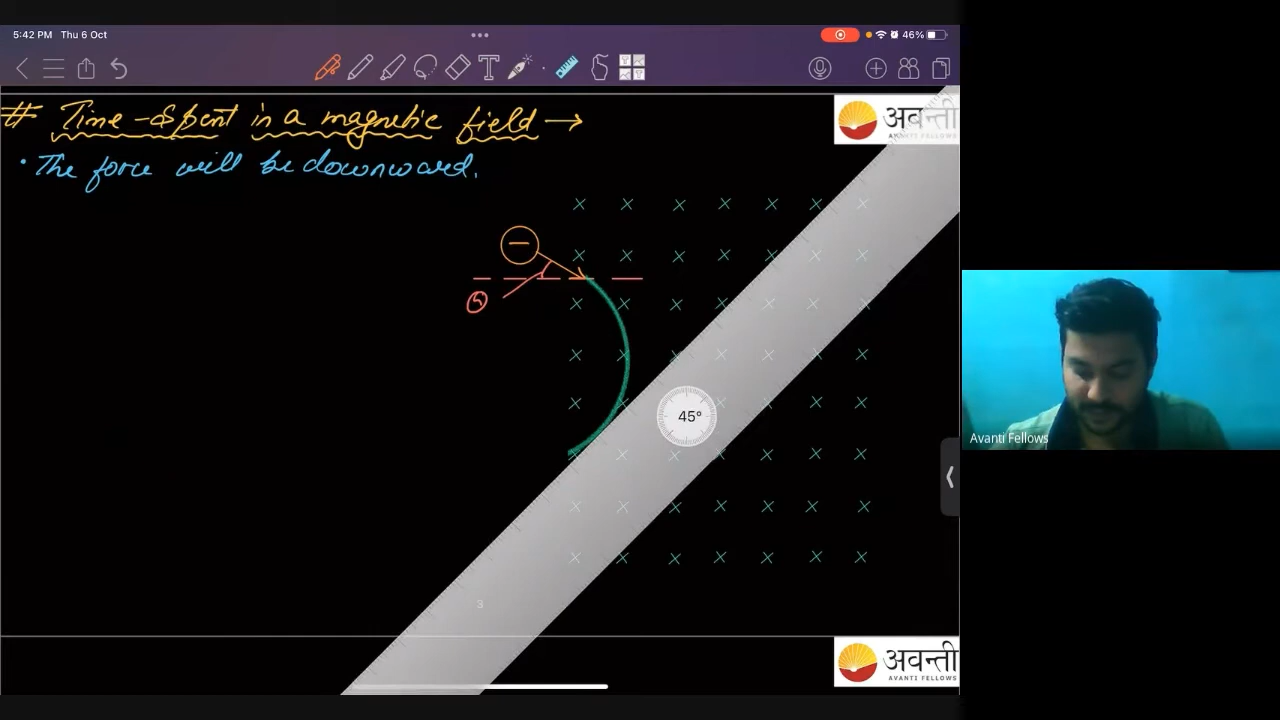 5:42 PM Thu 6 Oct
46%
# Time-Spent in a magnetic field →
• The force will be downward.
अवन्ती
AVANTI FELLOWS
θ
45°
Avanti Fellows
3
अवन्ती
AVANTI FELLOWS